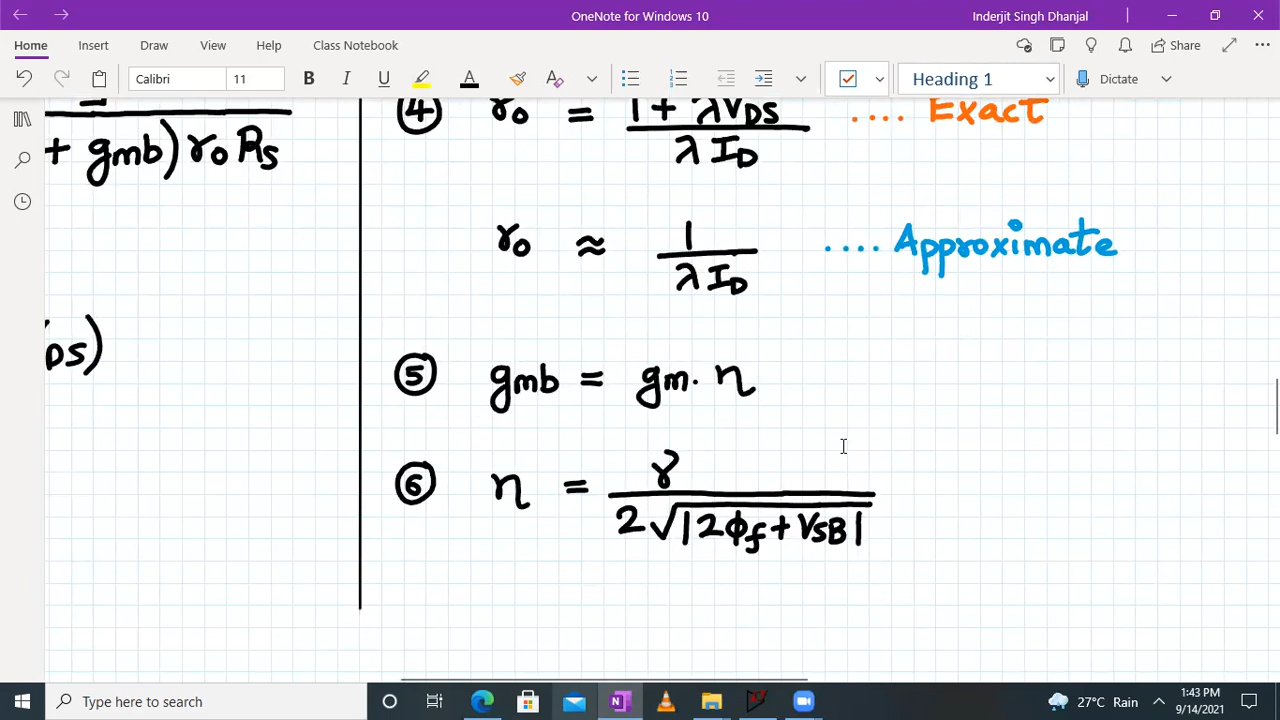 OneNote for Windows 10
Inderjit Singh Dhanjal
Home Insert Draw View Help Class Notebook
Share
Calibri 11 B I U A A Heading 1 Dictate
+ gmb) ro Rs
DS)
④ ro = 1 + λVDS / λ ID .... Exact
ro ≈ 1 / λ ID .... Approximate
⑤ gmb = gm. η
⑥ η = γ / 2 √|2ϕf + VSB|
Type here to search
27°C Rain
1:43 PM
9/14/2021